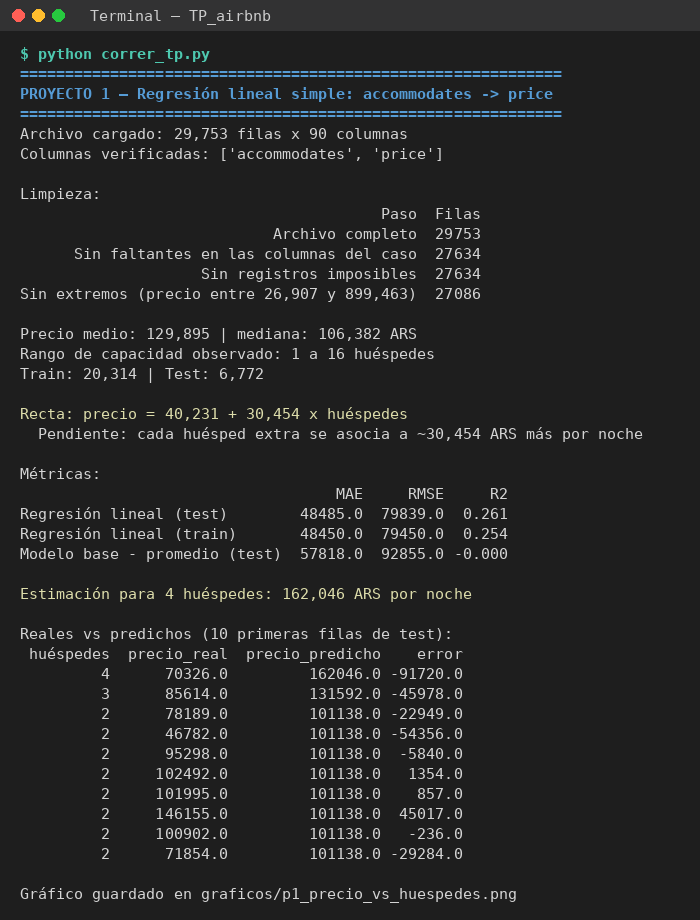 Terminal — TP_airbnb
$ python correr_tp.py
============================================================
PROYECTO 1 — Regresión lineal simple: accommodates -> price
============================================================
Archivo cargado: 29,753 filas x 90 columnas
Columnas verificadas: ['accommodates', 'price']
Limpieza:
Paso  Filas
Archivo completo  29753
Sin faltantes en las columnas del caso  27634
Sin registros imposibles  27634
Sin extremos (precio entre 26,907 y 899,463)  27086
Precio medio: 129,895 | mediana: 106,382 ARS
Rango de capacidad observado: 1 a 16 huéspedes
Train: 20,314 | Test: 6,772
Recta: precio = 40,231 + 30,454 x huéspedes
Pendiente: cada huésped extra se asocia a ~30,454 ARS más por noche
Métricas:
MAE     RMSE     R2
Regresión lineal (test)        48485.0  79839.0  0.261
Regresión lineal (train)       48450.0  79450.0  0.254
Modelo base - promedio (test)  57818.0  92855.0 -0.000
Estimación para 4 huéspedes: 162,046 ARS por noche
Reales vs predichos (10 primeras filas de test):
huéspedes  precio_real  precio_predicho    error
4      70326.0         162046.0 -91720.0
3      85614.0         131592.0 -45978.0
2      78189.0         101138.0 -22949.0
2      46782.0         101138.0 -54356.0
2      95298.0         101138.0  -5840.0
2     102492.0         101138.0   1354.0
2     101995.0         101138.0    857.0
2     146155.0         101138.0  45017.0
2     100902.0         101138.0   -236.0
2      71854.0         101138.0 -29284.0
Gráfico guardado en graficos/p1_precio_vs_huespedes.png